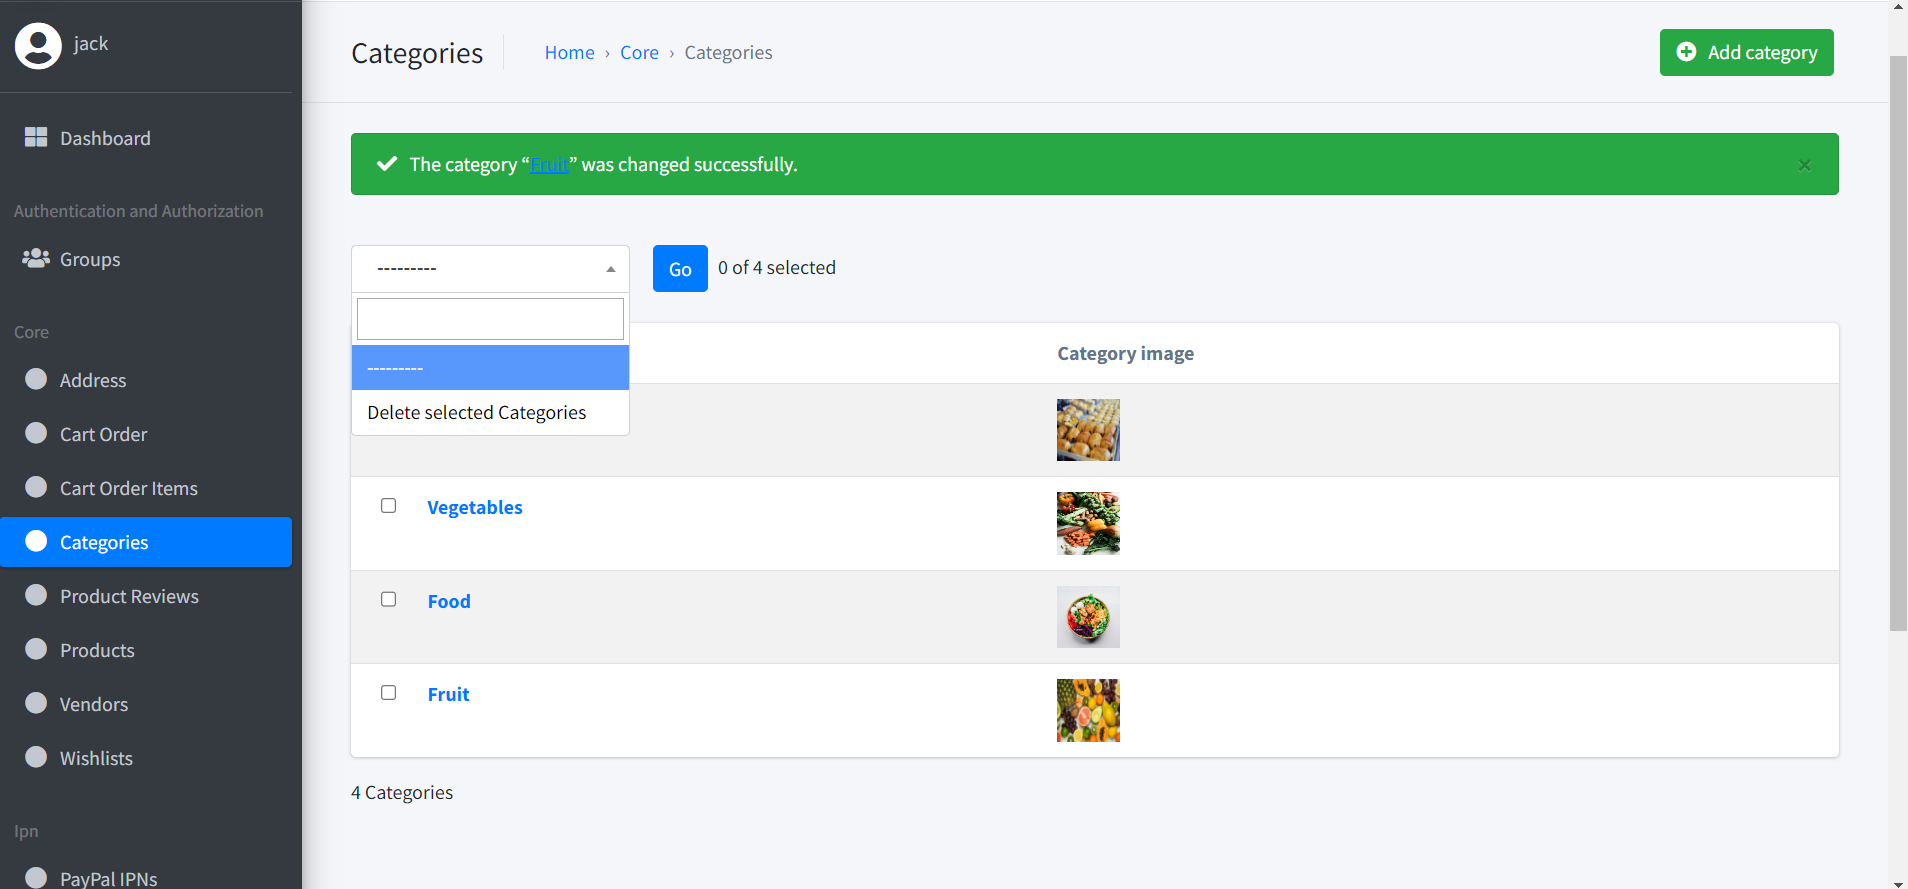 jack
Dashboard
Authentication and Authorization
Groups
Core
Address
Cart Order
Cart Order Items
Categories
Product Reviews
Products
Vendors
Wishlists
Ipn
PayPal IPNs
Categories
Home › Core › Categories
Add category
The category “Fruit” was changed successfully.
×
---------
Go
0 of 4 selected
---------
Delete selected Categories
Category image
Vegetables
Food
Fruit
4 Categories